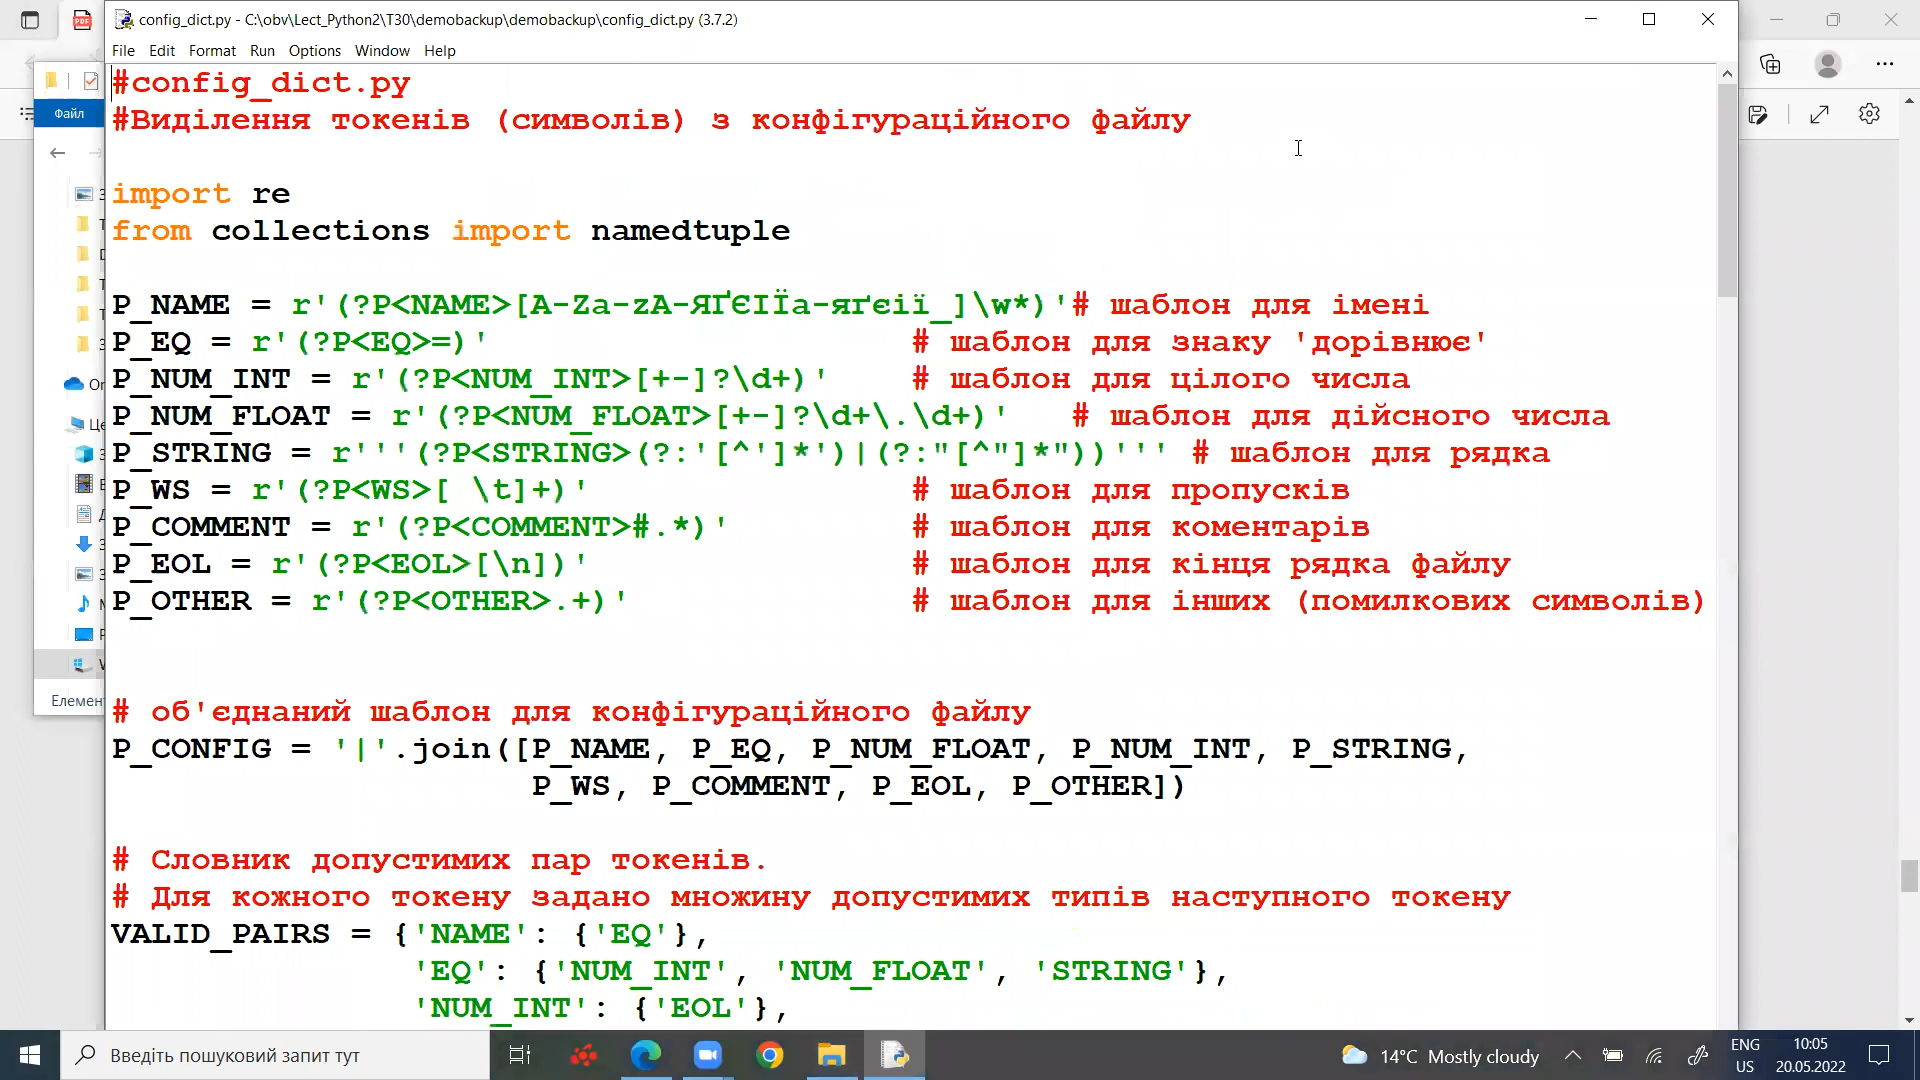 config_dict.py - C:\obv\Lect_Python2\T30\demobackup\demobackup\config_dict.py (3.7.2)
File Edit Format Run Options Window Help
#config_dict.py
#Виділення токенів (символів) з конфігураційного файлу
import re
from collections import namedtuple
P_NAME = r'(?P<NAME>[A-Za-zА-ЯҐЄІЇа-яґєії_]\w*)'# шаблон для імені
P_EQ = r'(?P<EQ>=)' # шаблон для знаку 'дорівнює'
P_NUM_INT = r'(?P<NUM_INT>[+-]?\d+)' # шаблон для цілого числа
P_NUM_FLOAT = r'(?P<NUM_FLOAT>[+-]?\d+\.\d+)' # шаблон для дійсного числа
P_STRING = r'''(?P<STRING>(?:'[^']*')|(?:"[^"]*"))''' # шаблон для рядка
P_WS = r'(?P<WS>[ \t]+)' # шаблон для пропусків
P_COMMENT = r'(?P<COMMENT>#.*)' # шаблон для коментарів
P_EOL = r'(?P<EOL>[\n])' # шаблон для кінця рядка файлу
P_OTHER = r'(?P<OTHER>.+)' # шаблон для інших (помилкових символів)
# об'єднаний шаблон для конфігураційного файлу
P_CONFIG = '|'.join([P_NAME, P_EQ, P_NUM_FLOAT, P_NUM_INT, P_STRING,
P_WS, P_COMMENT, P_EOL, P_OTHER])
# Словник допустимих пар токенів.
# Для кожного токену задано множину допустимих типів наступного токену
VALID_PAIRS = {'NAME': {'EQ'},
'EQ': {'NUM_INT', 'NUM_FLOAT', 'STRING'},
'NUM_INT': {'EOL'},
Файл
Елемен
Введіть пошуковий запит тут
14°C Mostly cloudy
ENG
US
10:05
20.05.2022